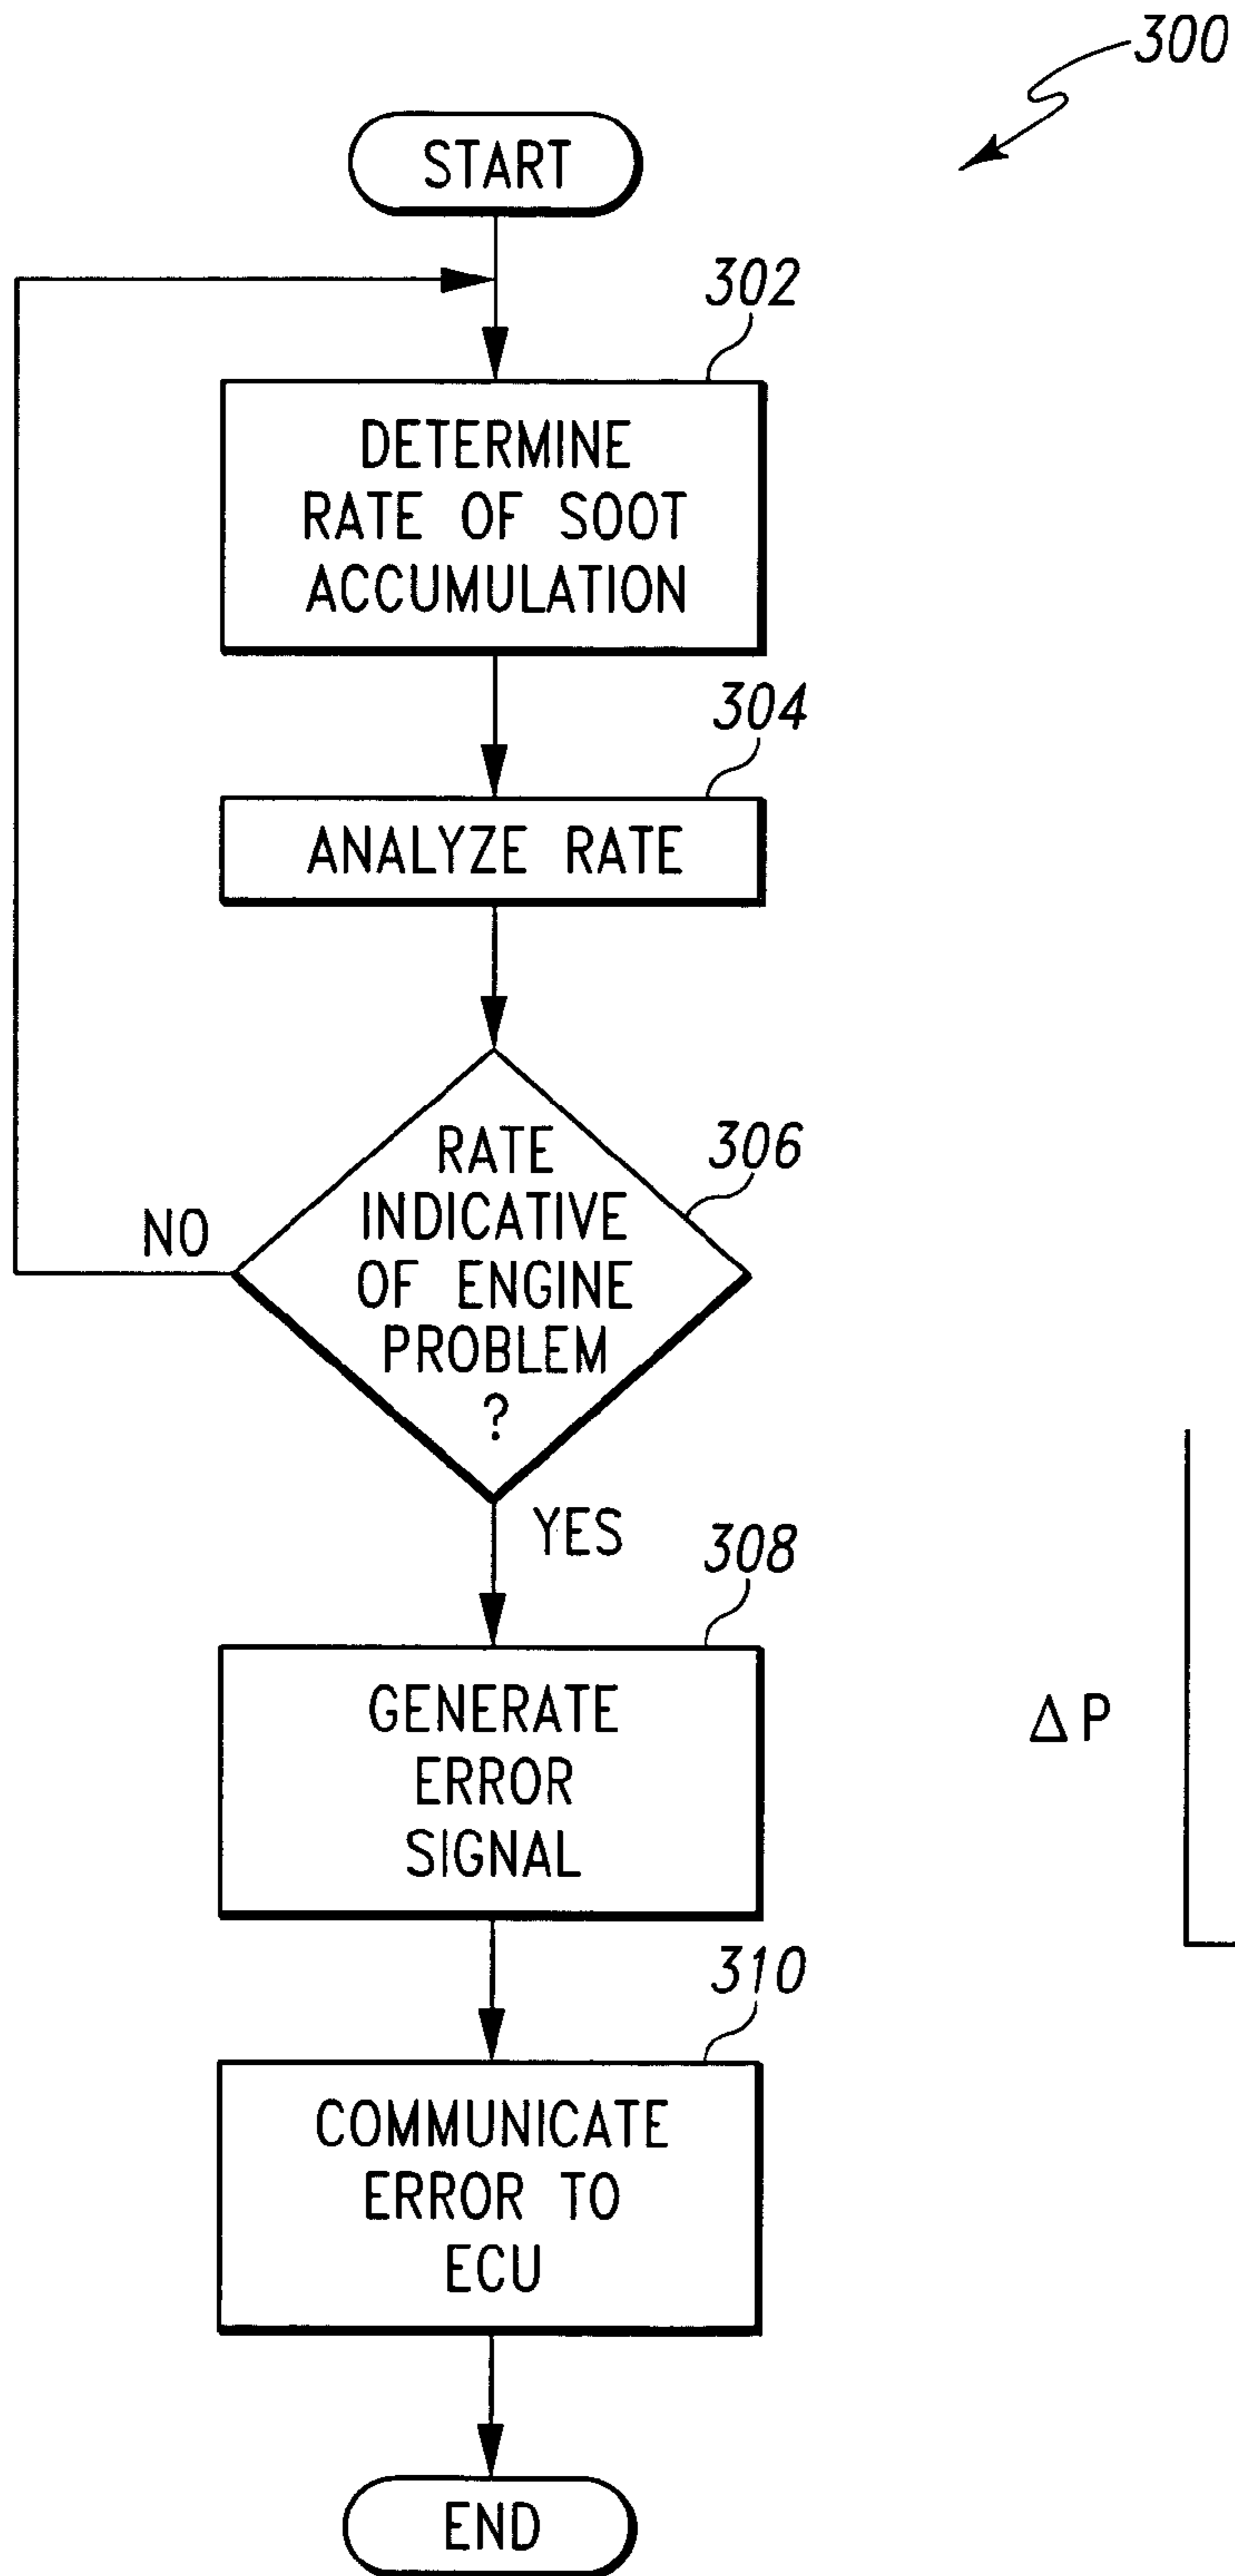 300
START
302
DETERMINE
RATE OF SOOT
ACCUMULATION
304
ANALYZE RATE
306
RATE
INDICATIVE
OF ENGINE
PROBLEM
?
NO
YES
308
GENERATE
ERROR
SIGNAL
ΔP
310
COMMUNICATE
ERROR TO
ECU
END